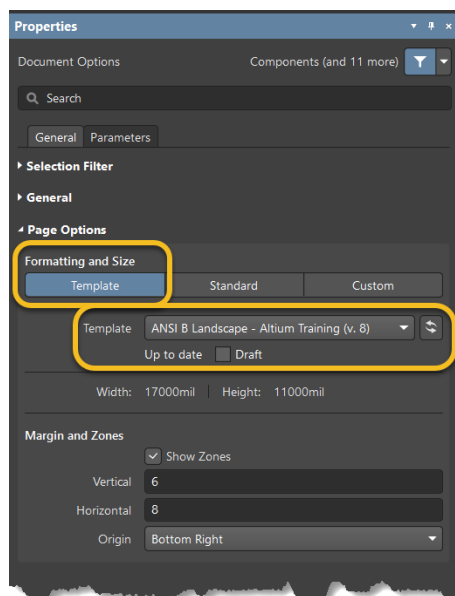 Properties
Document Options Components (and 11 more)
Search
General Parameters
Selection Filter
General
Page Options
Formatting and Size
Template Standard Custom
Template ANSI B Landscape - Altium Training (v. 8)
Up to date Draft
Width: 17000mil Height: 11000mil
Margin and Zones
Show Zones
Vertical 6
Horizontal 8
Origin Bottom Right